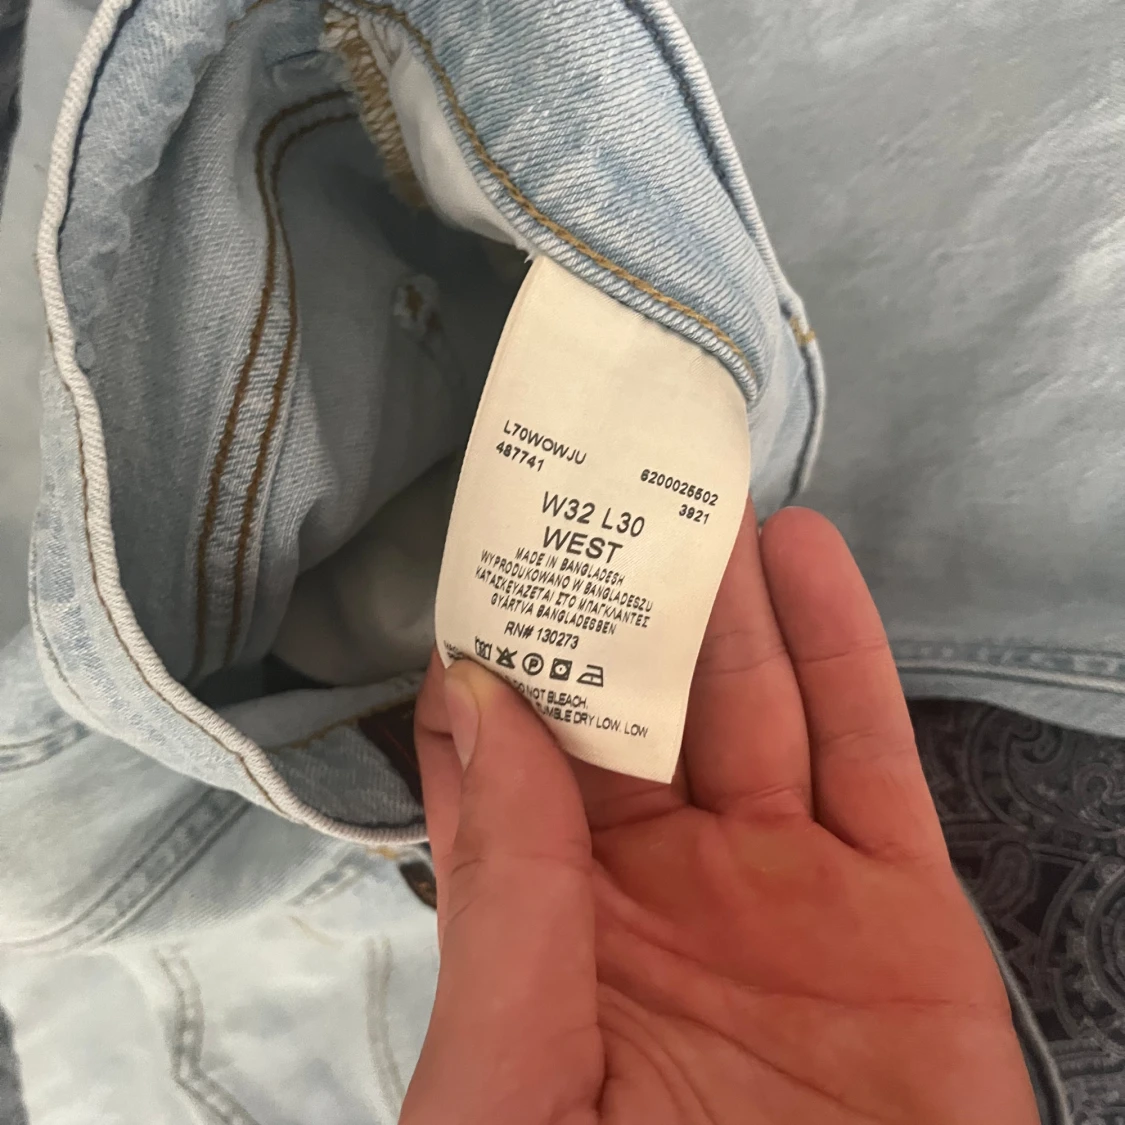 L70WOWJU
487741
6200025502
3921
W32 L30
WEST
MADE IN BANGLADESH
WYPRODUKOWANO W BANGLADESZU
ΚΑΤΑΣΚΕΥΑΖΕΤΑΙ ΣΤΟ ΜΠΑΓΚΛΑΝΤΕΣ
GYÁRTVA BANGLADESBEN
RN# 130273
DO NOT BLEACH.
TUMBLE DRY LOW. LOW